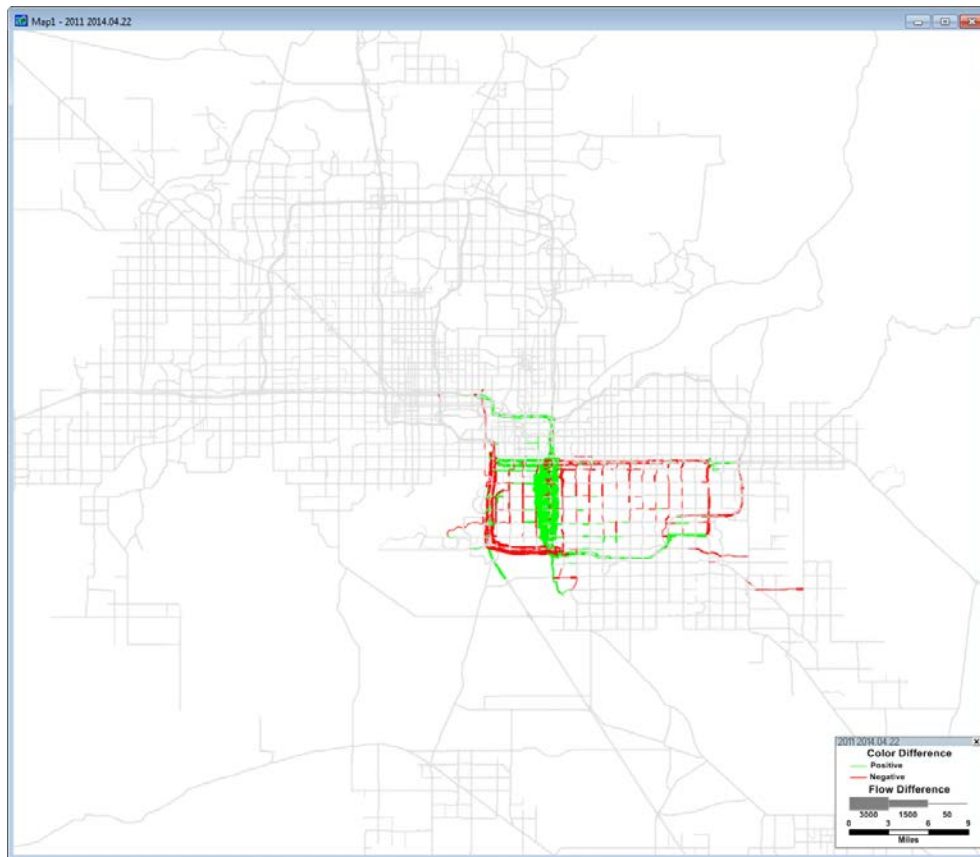 Map1 - 2011 2014.04.22
2011 2014.04.22
Color Difference
Positive
Negative
Flow Difference
3000 1500 50
0 3 6 9
Miles